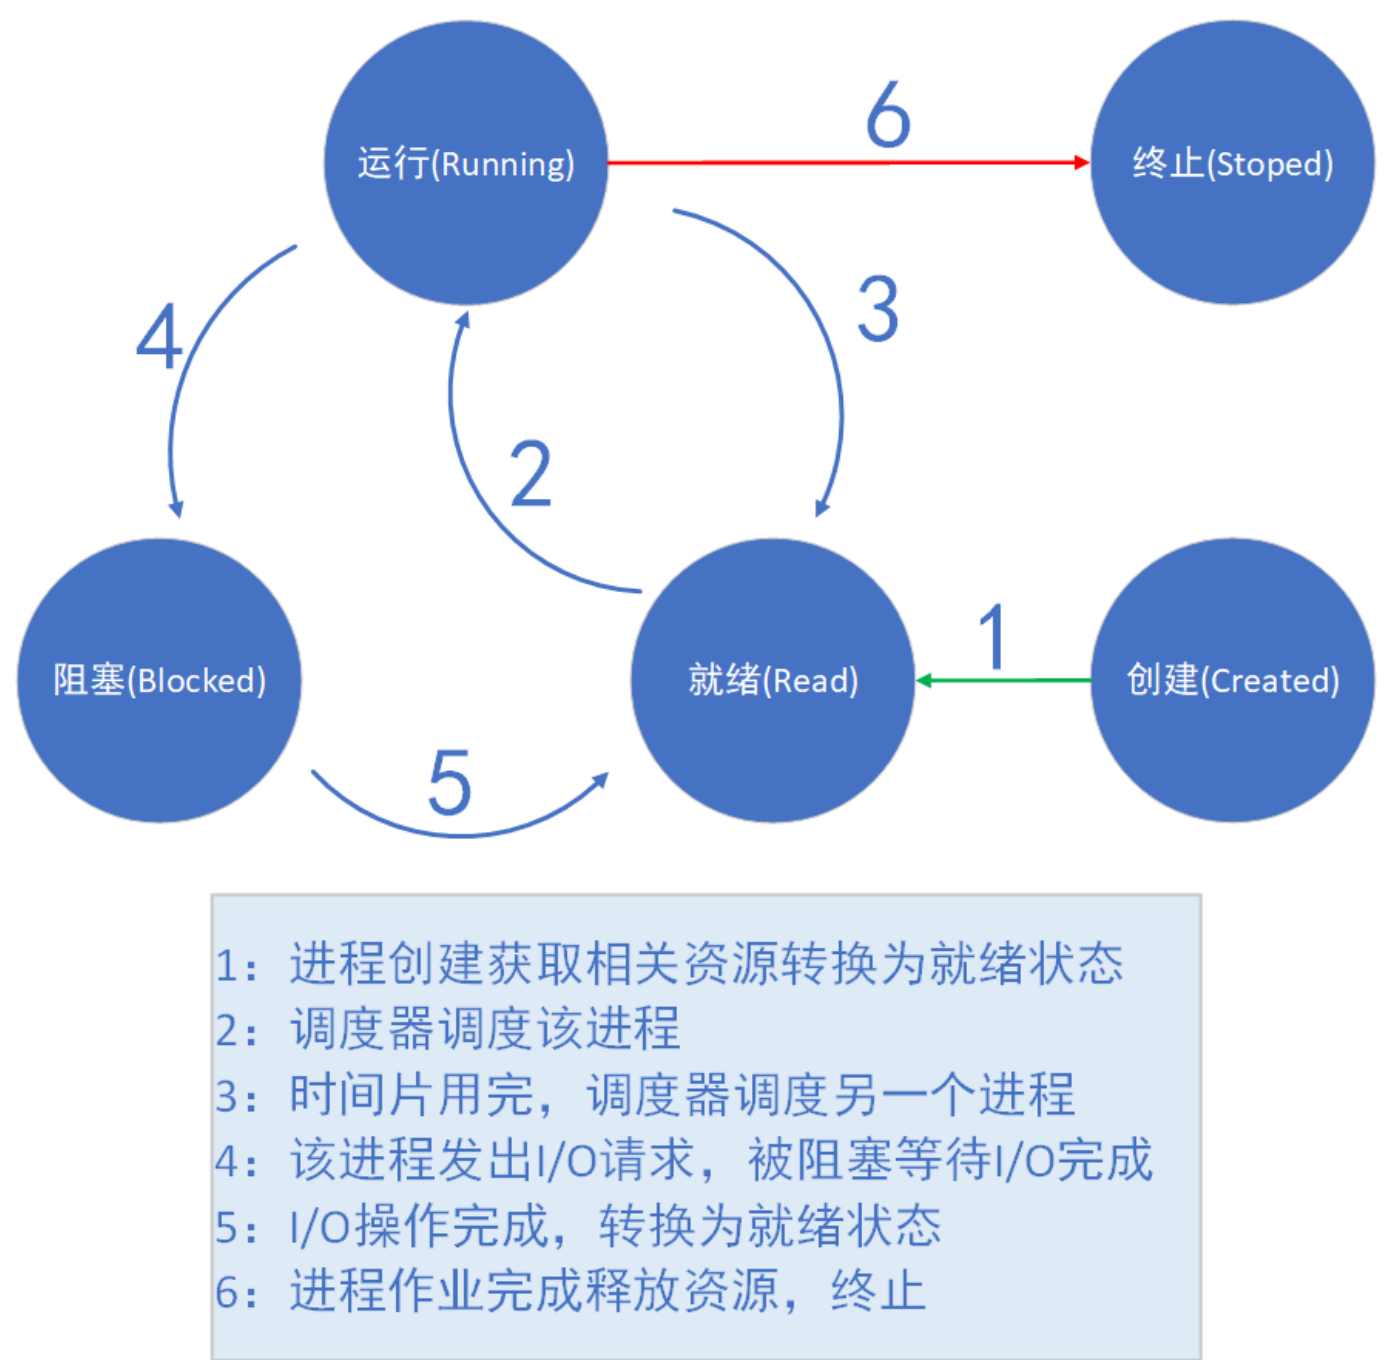 运行(Running)
6
终止(Stoped)
4
3
2
阻塞(Blocked)
就绪(Read)
1
创建(Created)
5
1：进程创建获取相关资源转换为就绪状态
2：调度器调度该进程
3：时间片用完，调度器调度另一个进程
4：该进程发出I/O请求，被阻塞等待I/O完成
5：I/O操作完成，转换为就绪状态
6：进程作业完成释放资源，终止